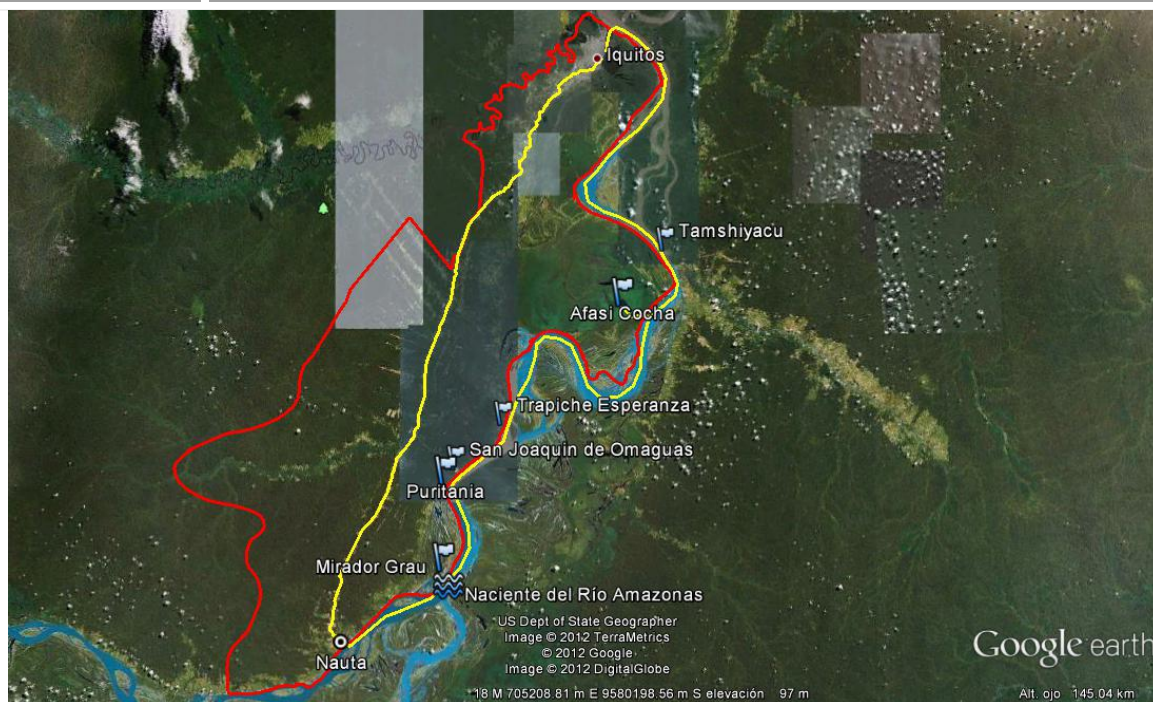 Iquitos
Tamshiyacu
Afasi Cocha
Trapiche Esperanza
San Joaquin de Omaguas
Puritania
Mirador Grau
Naciente del Río Amazonas
Nauta
US Dept of State Geographer
Image © 2012 TerraMetrics
© 2012 Google
Image © 2012 DigitalGlobe
Google earth
18 M 705208.81 m E 9580198.56 m S elevación 97 m
Alt. ojo 145.04 km